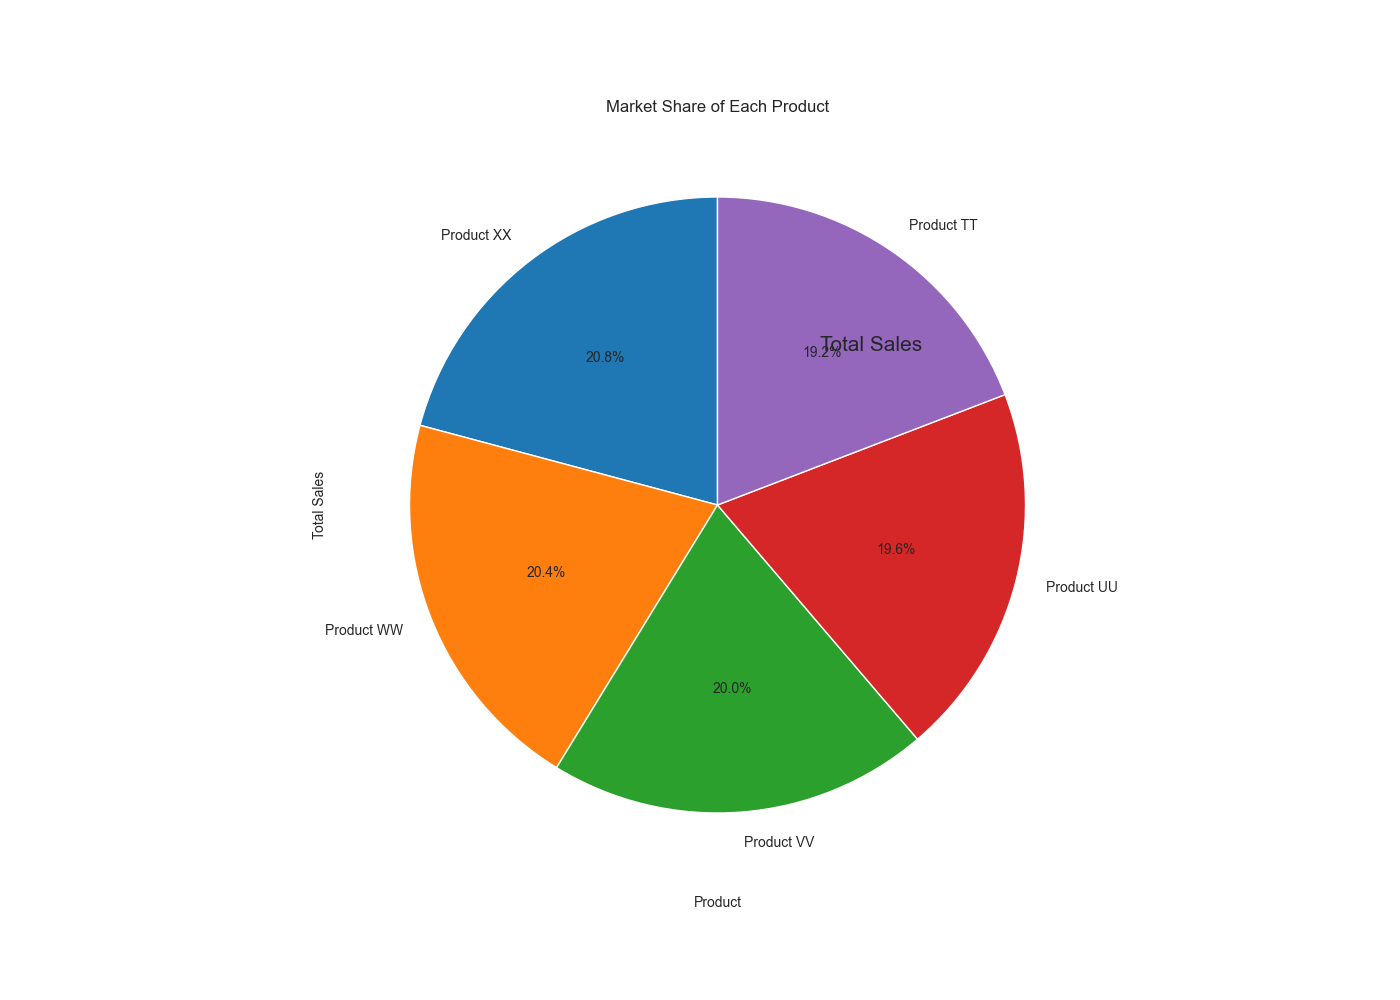 Market Share of Each Product
Product TT
Product XX
Total Sales
19.2%
20.8%
Total Sales
19.6%
20.4%
Product UU
Product WW
20.0%
Product VV
Product